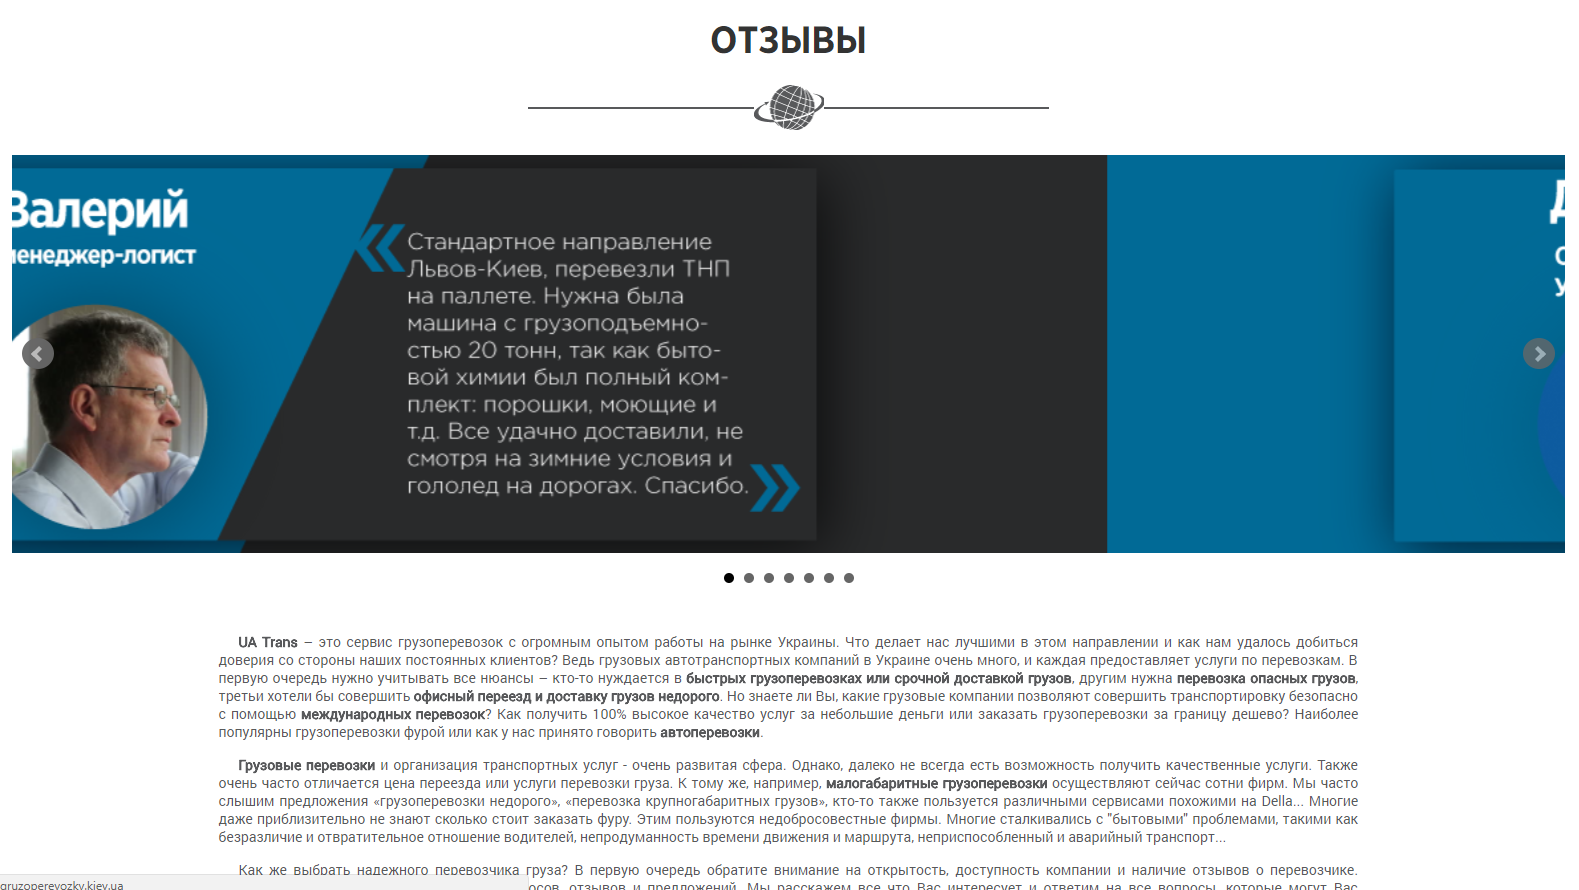 ОТЗЫВЫ
Валерий
менеджер-логист
Стандартное направление
Львов-Киев, перевезли ТНП
на паллете. Нужна была
машина с грузоподъемно-
стью 20 тонн, так как быто-
вой химии был полный ком-
плект: порошки, моющие и
т.д. Все удачно доставили, не
смотря на зимние условия и
гололед на дорогах. Спасибо.
UA Trans – это сервис грузоперевозок с огромным опытом работы на рынке Украины. Что делает нас лучшими в этом направлении и как нам удалось добиться
доверия со стороны наших постоянных клиентов? Ведь грузовых автотранспортных компаний в Украине очень много, и каждая предоставляет услуги по перевозкам. В
первую очередь нужно учитывать все нюансы – кто-то нуждается в быстрых грузоперевозках или срочной доставкой грузов, другим нужна перевозка опасных грузов,
третьи хотели бы совершить офисный переезд и доставку грузов недорого. Но знаете ли Вы, какие грузовые компании позволяют совершить транспортировку безопасно
с помощью международных перевозок? Как получить 100% высокое качество услуг за небольшие деньги или заказать грузоперевозки за границу дешево? Наиболее
популярны грузоперевозки фурой или как у нас принято говорить автоперевозки.
Грузовые перевозки и организация транспортных услуг - очень развитая сфера. Однако, далеко не всегда есть возможность получить качественные услуги. Также
очень часто отличается цена переезда или услуги перевозки груза. К тому же, например, малогабаритные грузоперевозки осуществляют сейчас сотни фирм. Мы часто
слышим предложения «грузоперевозки недорого», «перевозка крупногабаритных грузов», кто-то также пользуется различными сервисами похожими на Della... Многие
даже приблизительно не знают сколько стоит заказать фуру. Этим пользуются недобросовестные фирмы. Многие сталкивались с "бытовыми" проблемами, такими как
безразличие и отвратительное отношение водителей, непродуманность времени движения и маршрута, неприспособленный и аварийный транспорт...
Как же выбрать надежного перевозчика груза? В первую очередь обратите внимание на открытость, доступность компании и наличие отзывов о перевозчике.
gruzoperevozky.kiev.ua
отзывов и предложений. Мы расскажем все что Вас интересует и ответим на все вопросы, которые могут Вас